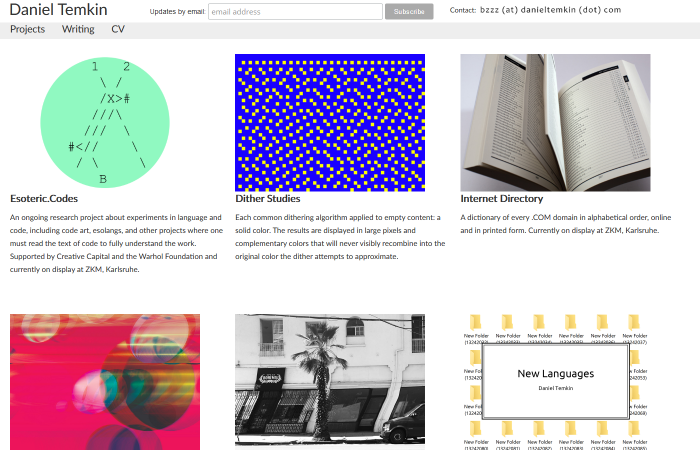 Daniel Temkin
Updates by email:
email address
Subscribe
Contact: bzzz (at) danieltemkin (dot) com
Projects Writing CV
1 2
\ /
/X>#
///\
/// \
#<// \
/ \ \
B
Esoteric.Codes
An ongoing research project about experiments in language and
code, including code art, esolangs, and other projects where one
must read the text of code to fully understand the work.
Supported by Creative Capital and the Warhol Foundation and
currently on display at ZKM, Karlsruhe.
Dither Studies
Each common dithering algorithm applied to empty content: a
solid color. The results are displayed in large pixels and
complementary colors that will never visibly recombine into the
original color the dither attempts to approximate.
Internet Directory
A dictionary of every .COM domain in alphabetical order, online
and in printed form. Currently on display at ZKM, Karlsruhe.
New Folder New Folder New Folder New Folder New Folder New Folder
New Languages
Daniel Temkin
New Folder New Folder New Folder New Folder New Folder New Folder